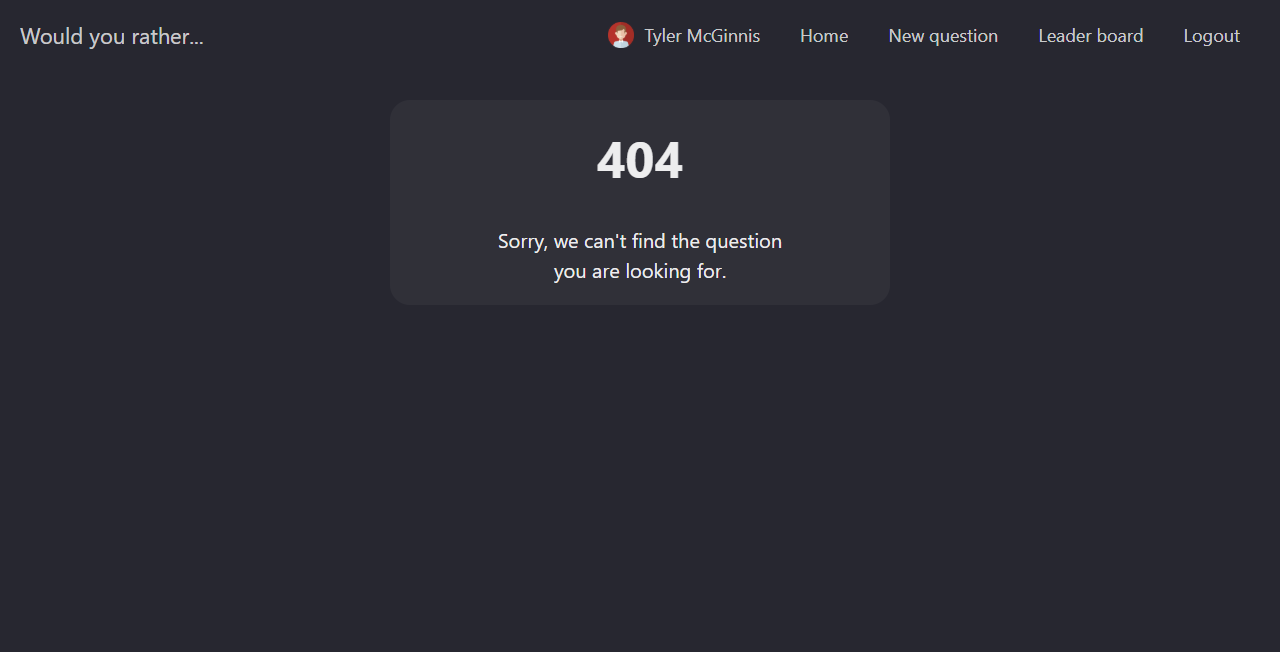 Would you rather...
Tyler McGinnis Home New question Leader board Logout
404
Sorry, we can't find the question
you are looking for.